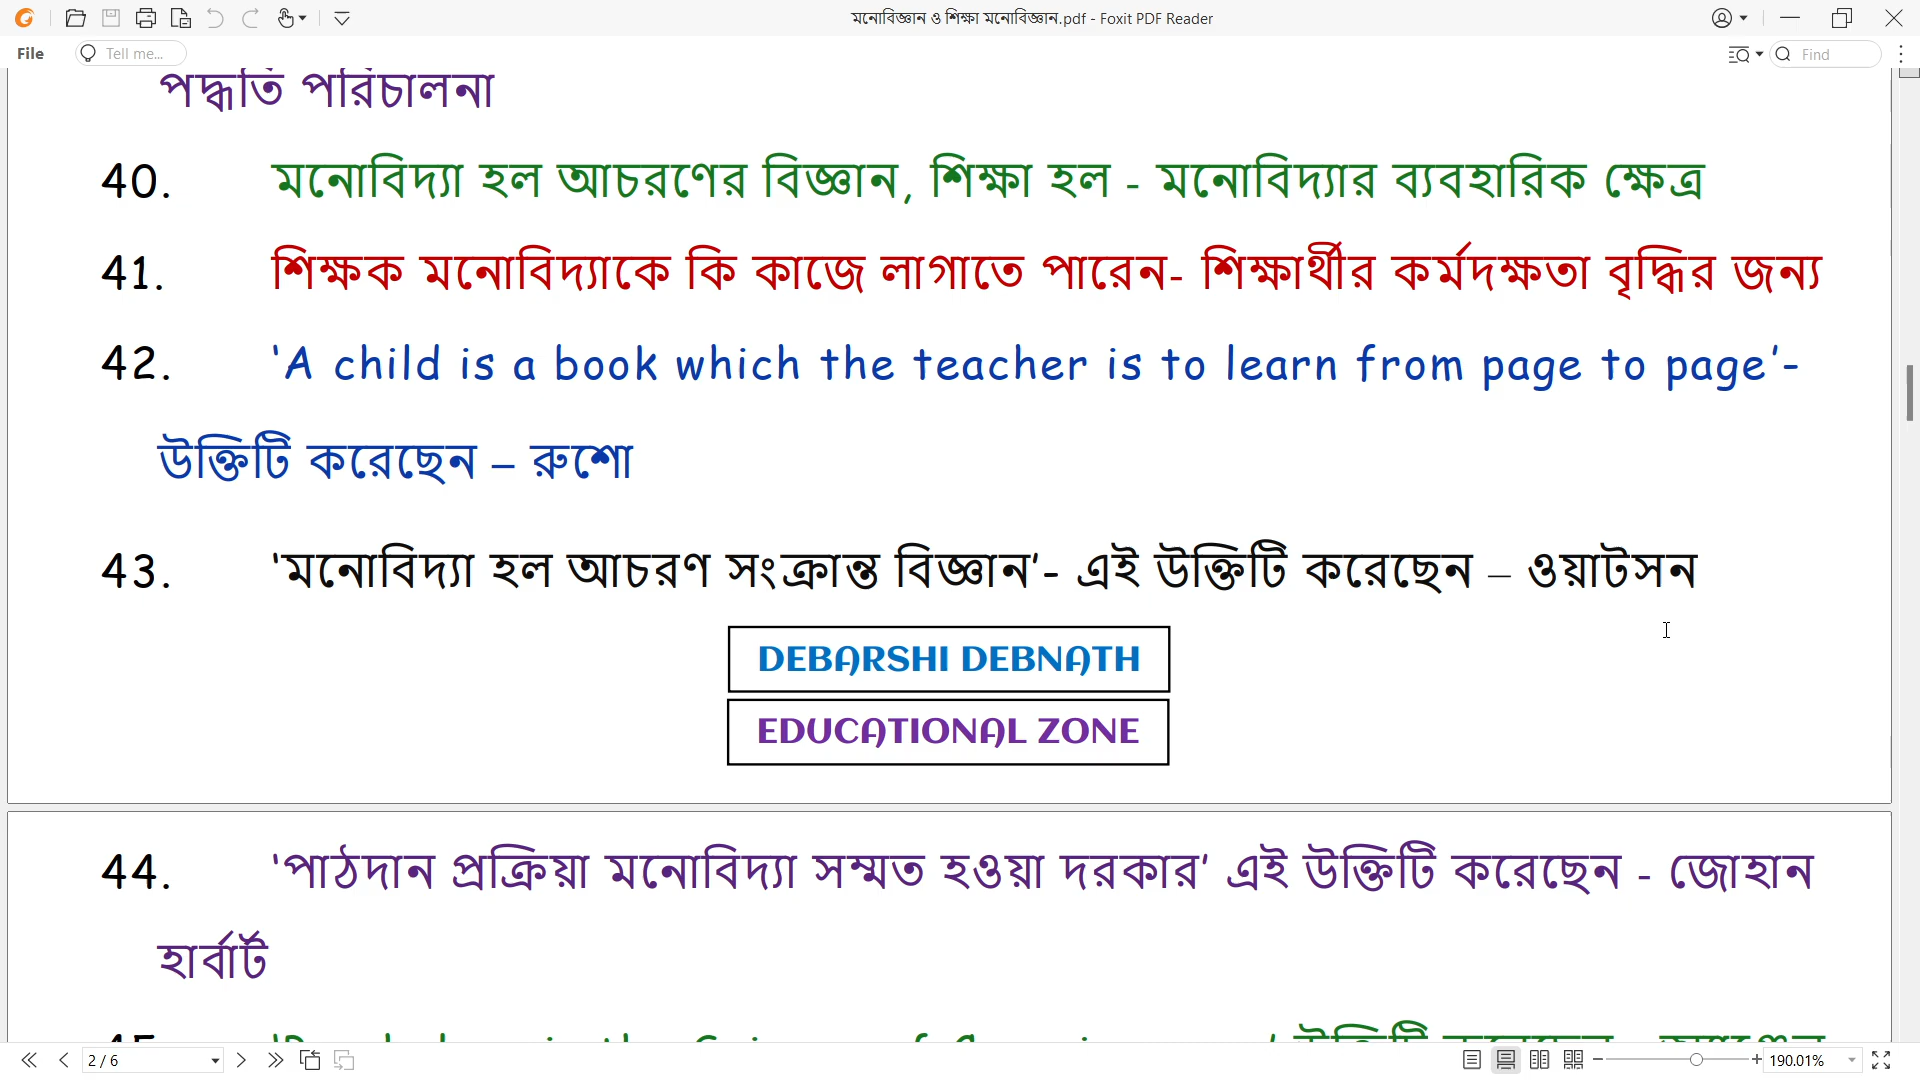 মনোবিজ্ঞান ও শিক্ষা মনোবিজ্ঞান.pdf - Foxit PDF Reader
File
Tell me...
Find
পদ্ধতি পরিচালনা
40. মনোবিদ্যা হল আচরণের বিজ্ঞান, শিক্ষা হল - মনোবিদ্যার ব্যবহারিক ক্ষেত্র
41. শিক্ষক মনোবিদ্যাকে কি কাজে লাগাতে পারেন- শিক্ষার্থীর কর্মদক্ষতা বৃদ্ধির জন্য
42. 'A child is a book which the teacher is to learn from page to page'-
উক্তিটি করেছেন – রুশো
43. 'মনোবিদ্যা হল আচরণ সংক্রান্ত বিজ্ঞান'- এই উক্তিটি করেছেন – ওয়াটসন
DEBARSHI DEBNATH
EDUCATIONAL ZONE
44. 'পাঠদান প্রক্রিয়া মনোবিদ্যা সম্মত হওয়া দরকার' এই উক্তিটি করেছেন - জোহান
হার্বার্ট
2 / 6
190.01%